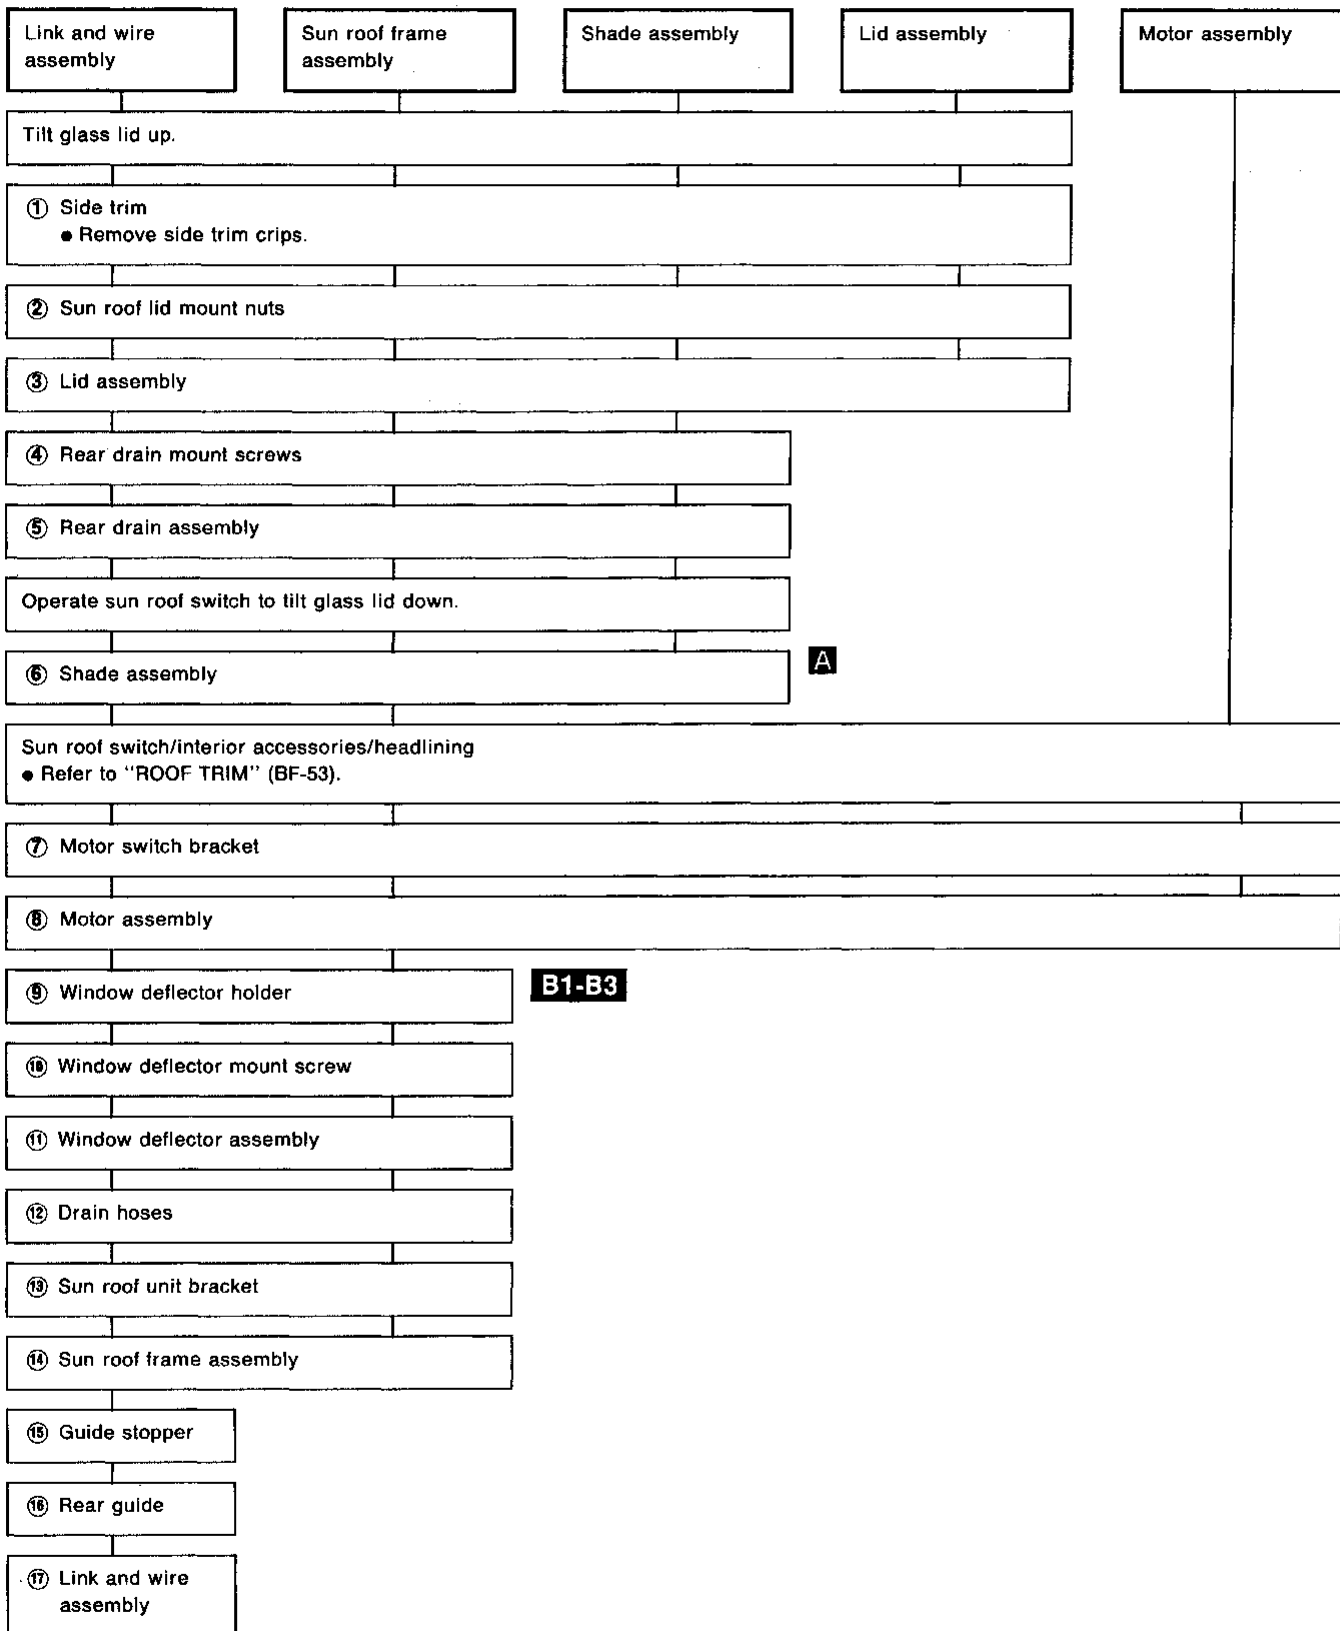 Link and wire
assembly
Sun roof frame
assembly
Shade assembly
Lid assembly
Motor assembly
Tilt glass lid up.
① Side trim
● Remove side trim crips.
② Sun roof lid mount nuts
③ Lid assembly
④ Rear drain mount screws
⑤ Rear drain assembly
Operate sun roof switch to tilt glass lid down.
⑥ Shade assembly
A
Sun roof switch/interior accessories/headlining
● Refer to "ROOF TRIM" (BF-53).
⑦ Motor switch bracket
⑧ Motor assembly
⑨ Window deflector holder
B1-B3
⑩ Window deflector mount screw
⑪ Window deflector assembly
⑫ Drain hoses
⑬ Sun roof unit bracket
⑭ Sun roof frame assembly
⑮ Guide stopper
⑯ Rear guide
⑰ Link and wire
assembly